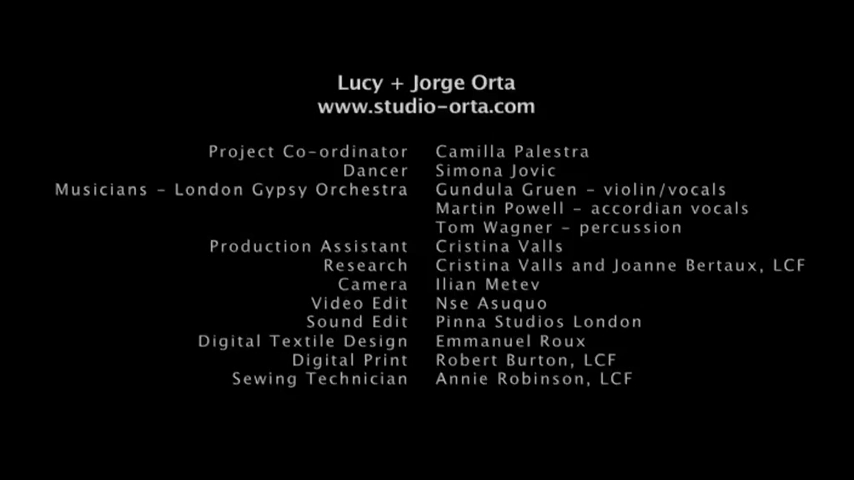 Lucy + Jorge Orta
www.studio-orta.com
Project Co-ordinator Camilla Palestra
Dancer Simona Jovic
Musicians - London Gypsy Orchestra Gundula Gruen - violin/vocals
Martin Powell - accordian vocals
Tom Wagner - percussion
Production Assistant Cristina Valls
Research Cristina Valls and Joanne Bertaux, LCF
Camera Ilian Metev
Video Edit Nse Asuquo
Sound Edit Pinna Studios London
Digital Textile Design Emmanuel Roux
Digital Print Robert Burton, LCF
Sewing Technician Annie Robinson, LCF